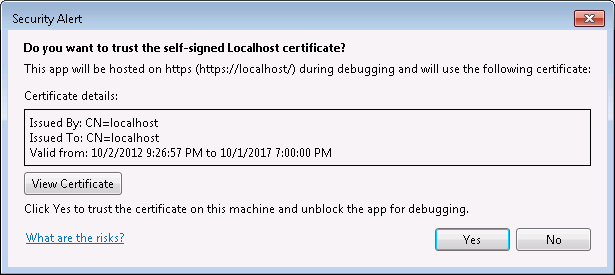 Security Alert
Do you want to trust the self-signed Localhost certificate?
This app will be hosted on https (https://localhost/) during debugging and will use the following certificate:
Certificate details:
Issued By: CN=localhost
Issued To: CN=localhost
Valid from: 10/2/2012 9:26:57 PM to 10/1/2017 7:00:00 PM
View Certificate
Click Yes to trust the certificate on this machine and unblock the app for debugging.
What are the risks?
Yes
No